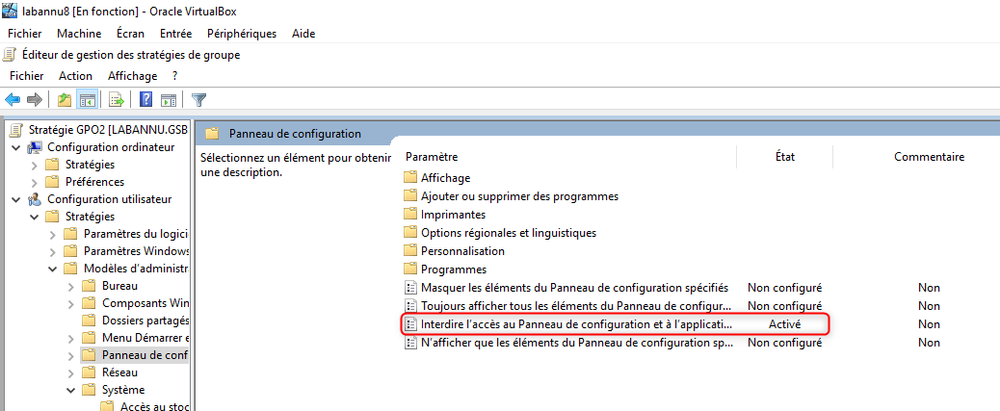 labannu8 [En fonction] - Oracle VirtualBox
Fichier Machine Écran Entrée Périphériques Aide
Éditeur de gestion des stratégies de groupe
Fichier Action Affichage ?
Stratégie GPO2 [LABANNU.GSB
Configuration ordinateur
Stratégies
Préférences
Configuration utilisateur
Stratégies
Paramètres du logici
Paramètres Window
Modèles d'administra
Bureau
Composants Win
Dossiers partagés
Menu Démarrer e
Panneau de conf
Réseau
Système
Accès au stoc
Panneau de configuration
Sélectionnez un élément pour obtenir
une description.
Paramètre État Commentaire
Affichage
Ajouter ou supprimer des programmes
Imprimantes
Options régionales et linguistiques
Personnalisation
Programmes
Masquer les éléments du Panneau de configuration spécifiés Non configuré Non
Toujours afficher tous les éléments du Panneau de configur... Non configuré Non
Interdire l'accès au Panneau de configuration et à l'applicati... Activé Non
N'afficher que les éléments du Panneau de configuration sp... Non configuré Non